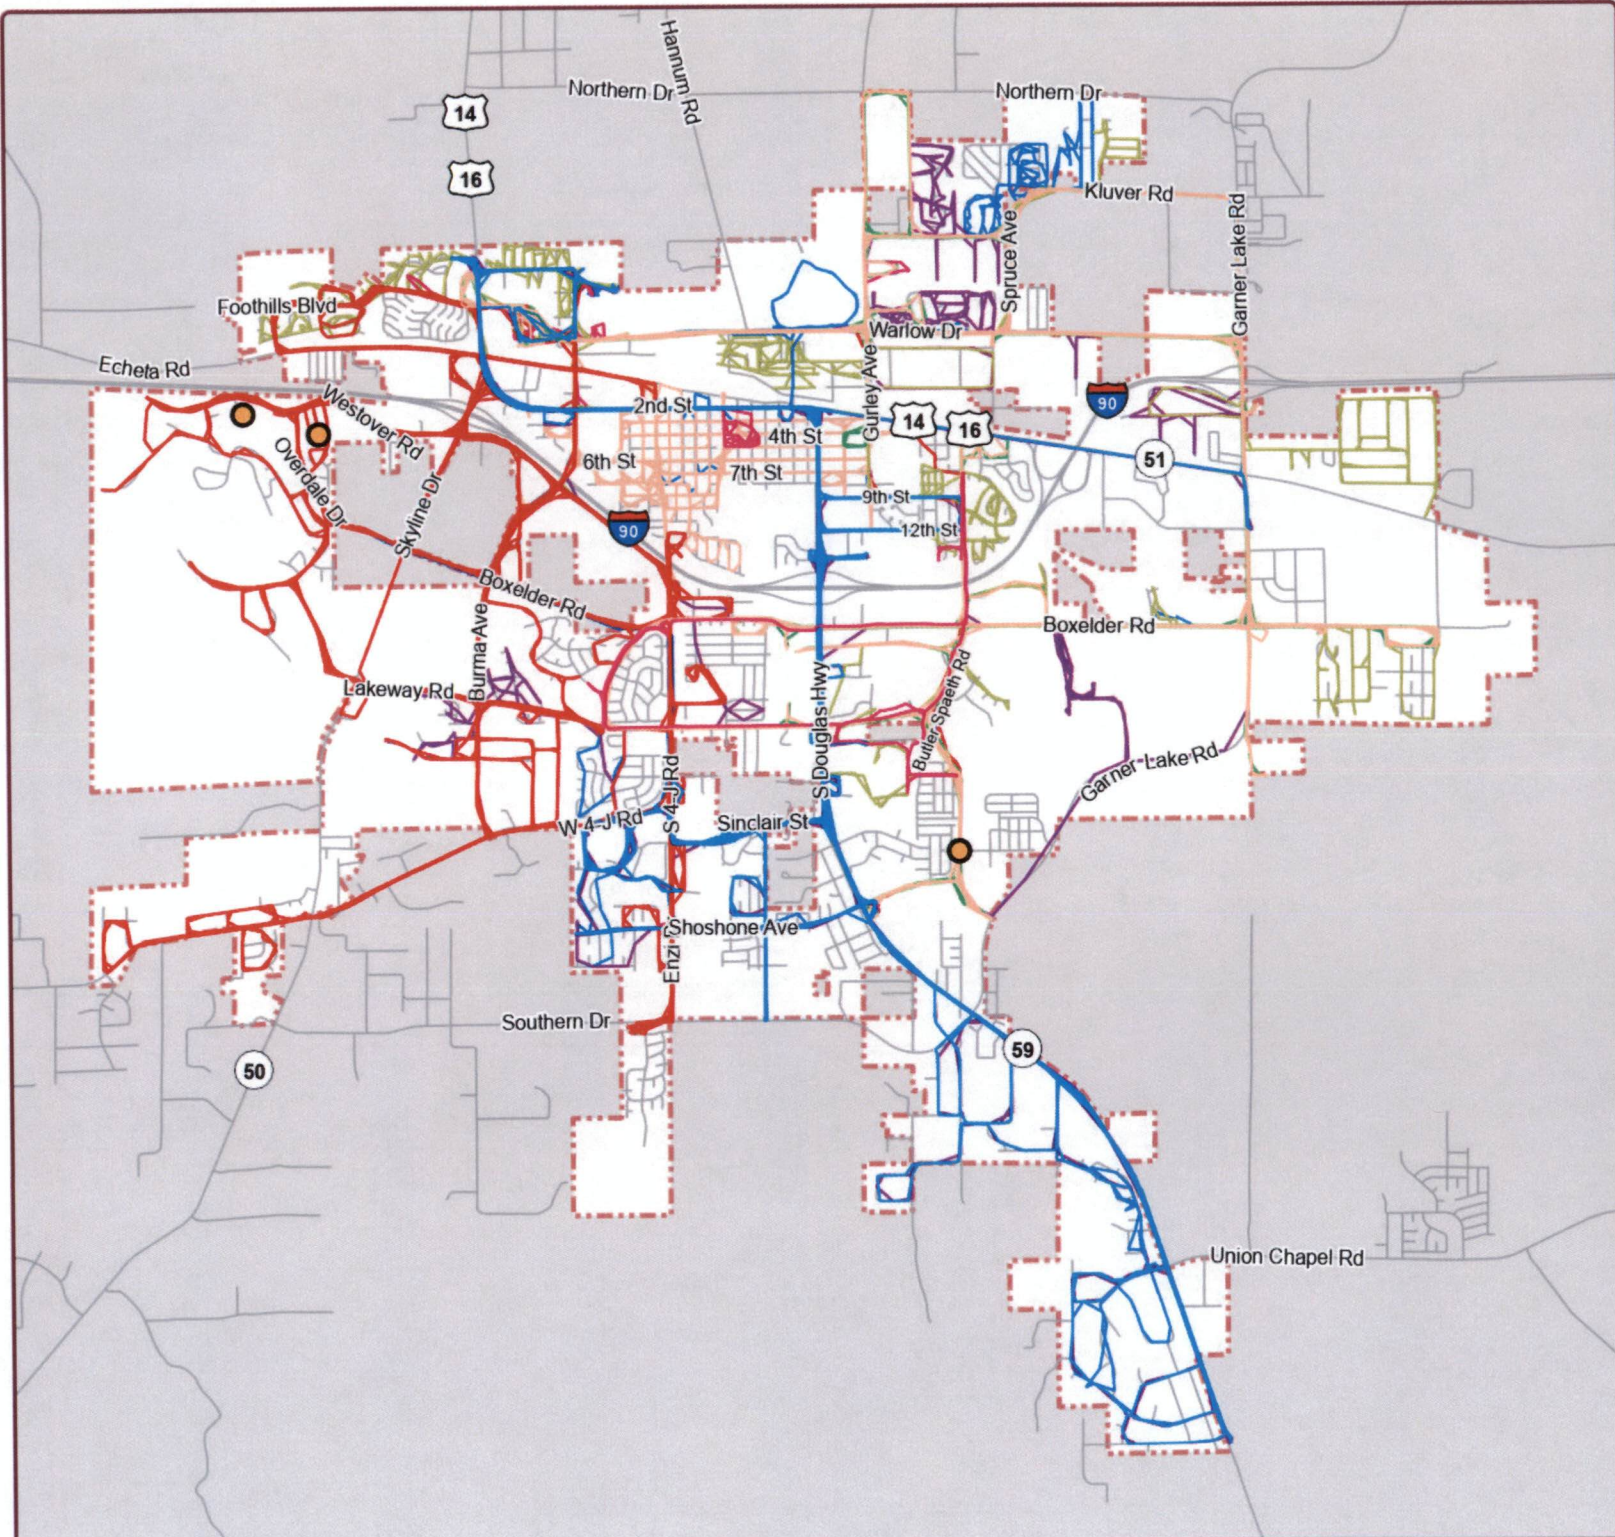 Hannum Rd
Northern Dr
Northern Dr
14
16
Kluver Rd
Spruce Ave
Garner Lake Rd
Foothills Blvd
Warlow Dr
Echeta Rd
Gurley Ave
90
Westover Rd
2nd St
14
16
4th St
51
6th St
7th St
Overdale Dr
9th St
Skyline Dr
90
12th St
Boxelder Rd
Burma Ave
Boxelder Rd
Lakeway Rd
S Douglas Hwy
Butler Spaeth Rd
Garner Lake Rd
S 4-J Rd
W 4-J Rd
Sinclair St
Shoshone Ave
Enzi
Southern Dr
59
50
Union Chapel Rd